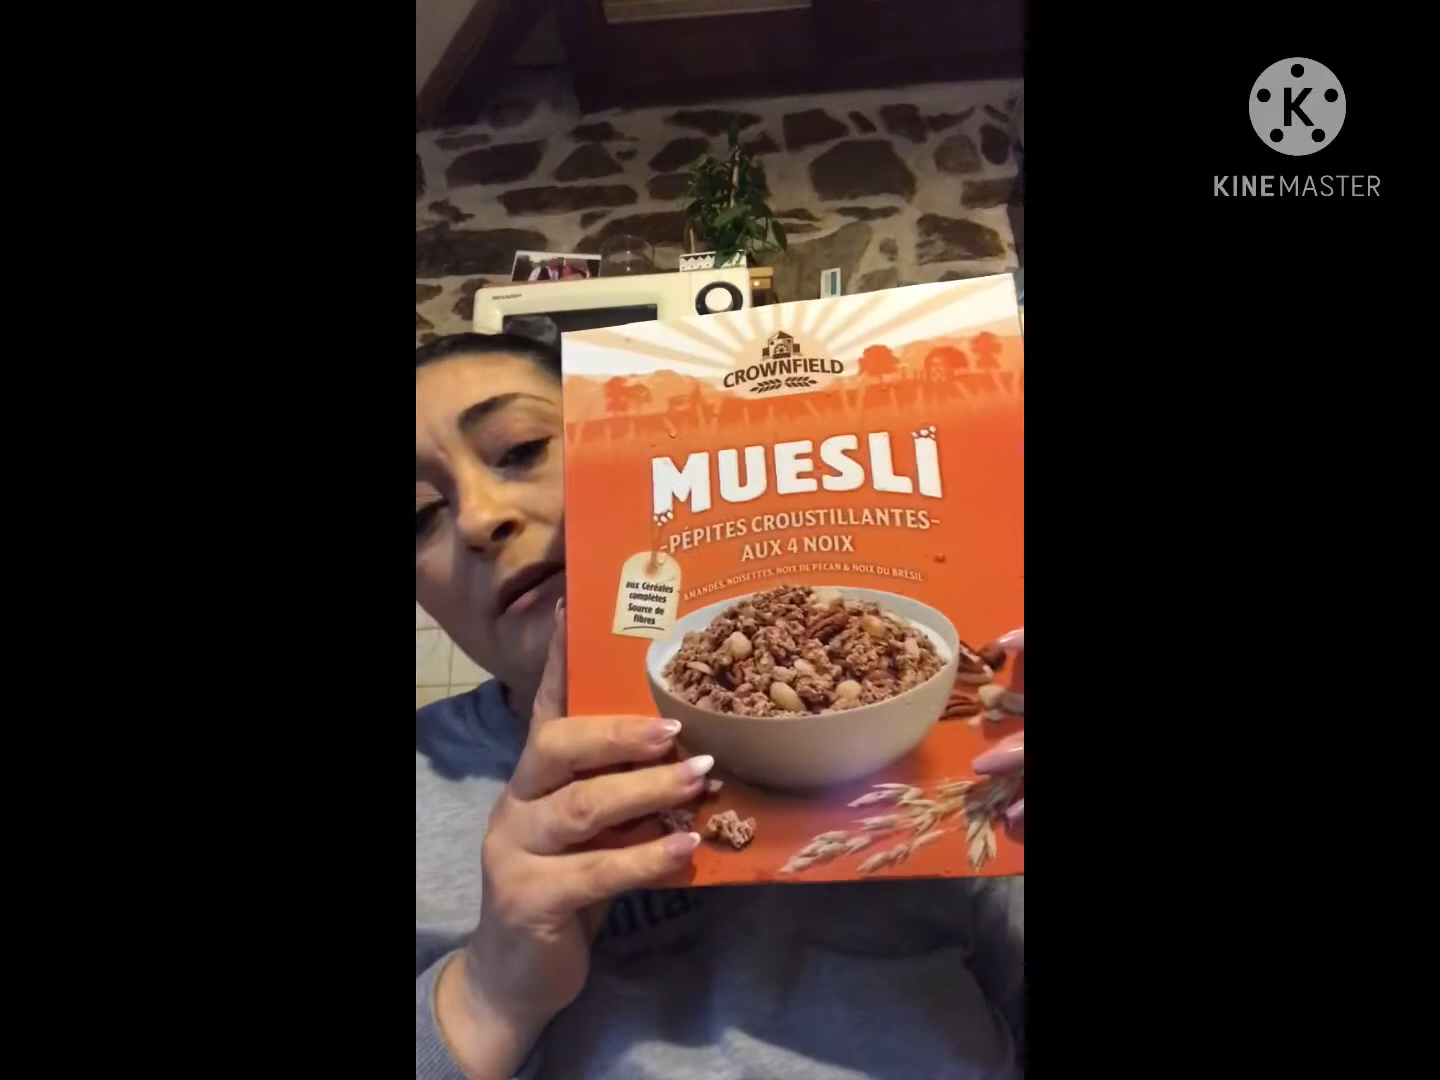 KINEMASTER
SHARP
CROWNFIELD
MUESLI
-PÉPITES CROUSTILLANTES-
AUX 4 NOIX
AMANDES, NOISETTES, NOIX DE PÉCAN & NOIX DU BRÉSIL
aux Céréales
complètes
Source de
fibres